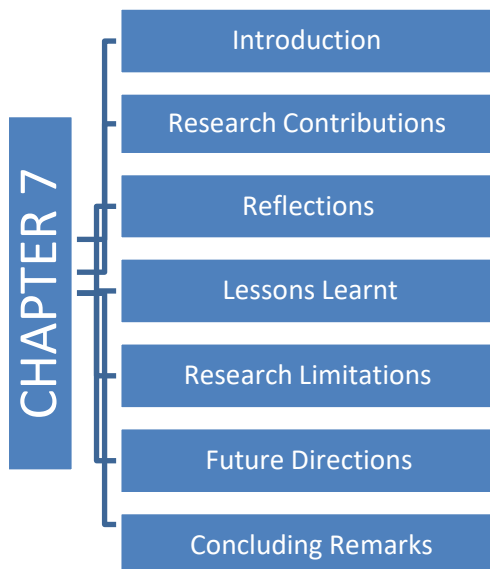 CHAPTER 7
Introduction
Research Contributions
Reflections
Lessons Learnt
Research Limitations
Future Directions
Concluding Remarks